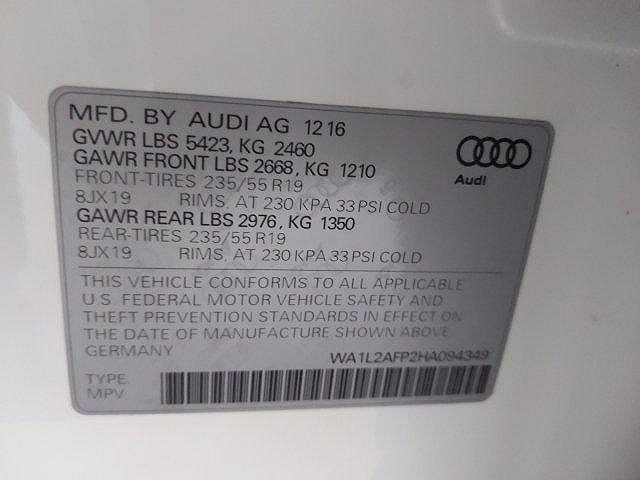 MFD. BY AUDI AG 12 16
GVWR LBS 5423, KG 2460
GAWR FRONT LBS 2668, KG 1210
FRONT-TIRES 235/55 R19
8JX19 RIMS, AT 230 KPA 33 PSI COLD
GAWR REAR LBS 2976, KG 1350
REAR-TIRES 235/55 R19
8JX19 RIMS, AT 230 KPA 33 PSI COLD
Audi
THIS VEHICLE CONFORMS TO ALL APPLICABLE
U.S. FEDERAL MOTOR VEHICLE SAFETY AND
THEFT PREVENTION STANDARDS IN EFFECT ON
THE DATE OF MANUFACTURE SHOWN ABOVE
GERMANY WA1L2AFP2HA094349
TYPE:
MPV